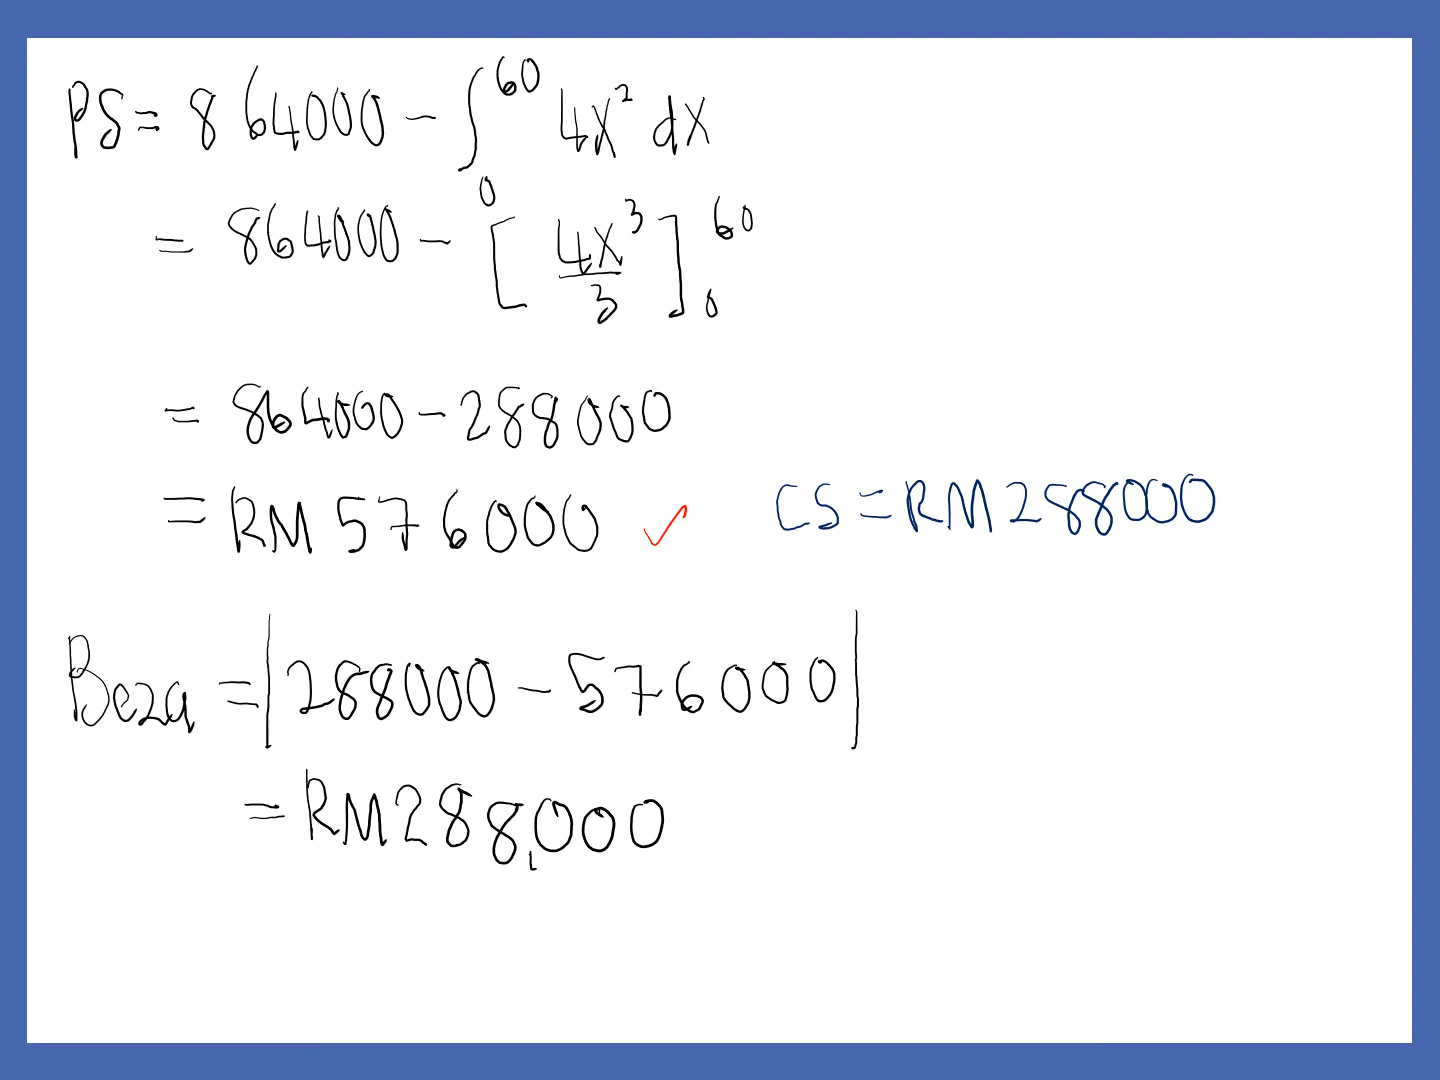 PS = 864000 - ∫₀⁶⁰ 4x² dx
= 864000 - [4x³/3]₀⁶⁰
= 864000 - 288000
= RM 576000 ✓ CS = RM 288000
Beza = |288000 - 576000|
= RM 288,000